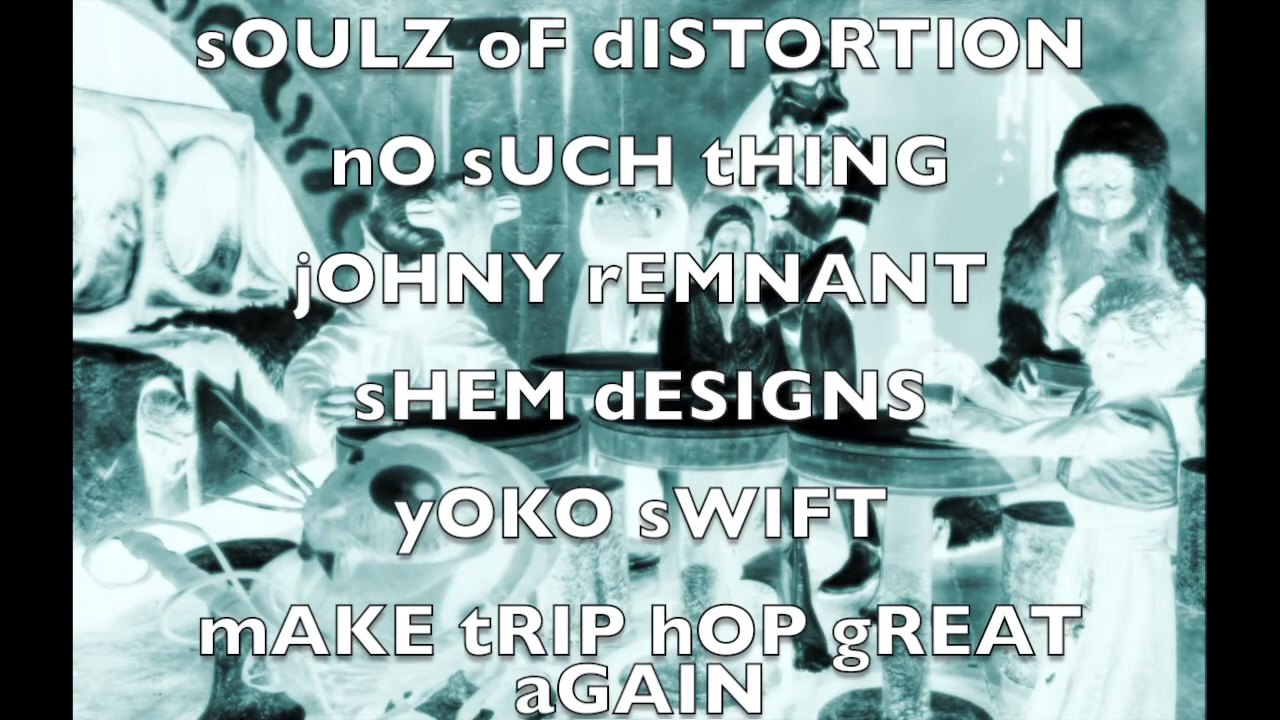 sOULZ oF dISTORTION
nO sUCH tHING
jOHNY rEMNANT
sHEM dESIGNS
yOKO sWIFT
mAKE tRIP hOP gREAT
aGAIN